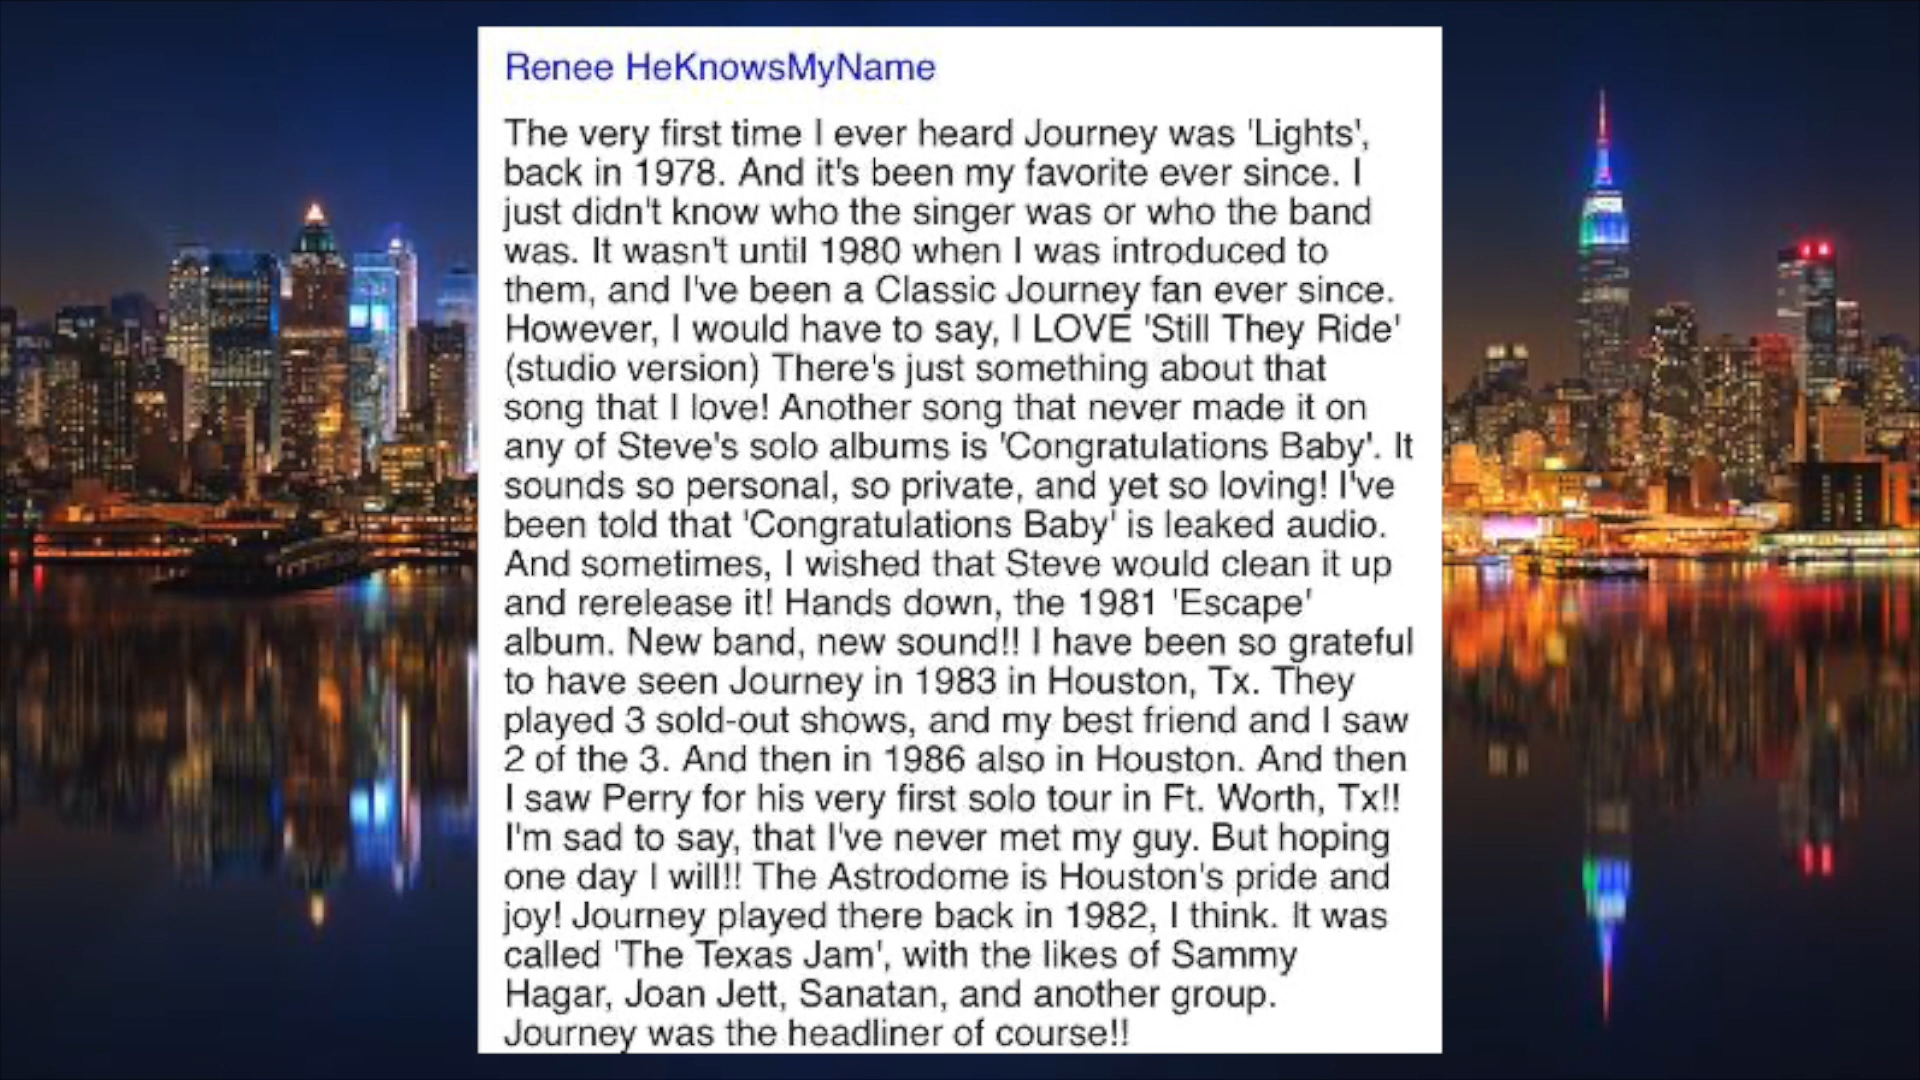 Renee HeKnowsMyName
The very first time I ever heard Journey was 'Lights',
back in 1978. And it's been my favorite ever since. I
just didn't know who the singer was or who the band
was. It wasn't until 1980 when I was introduced to
them, and I've been a Classic Journey fan ever since.
However, I would have to say, I LOVE 'Still They Ride'
(studio version) There's just something about that
song that I love! Another song that never made it on
any of Steve's solo albums is 'Congratulations Baby'. It
sounds so personal, so private, and yet so loving! I've
been told that 'Congratulations Baby' is leaked audio.
And sometimes, I wished that Steve would clean it up
and rerelease it! Hands down, the 1981 'Escape'
album. New band, new sound!! I have been so grateful
to have seen Journey in 1983 in Houston, Tx. They
played 3 sold-out shows, and my best friend and I saw
2 of the 3. And then in 1986 also in Houston. And then
I saw Perry for his very first solo tour in Ft. Worth, Tx!!
I'm sad to say, that I've never met my guy. But hoping
one day I will!! The Astrodome is Houston's pride and
joy! Journey played there back in 1982, I think. It was
called 'The Texas Jam', with the likes of Sammy
Hagar, Joan Jett, Sanatan, and another group.
Journey was the headliner of course!!